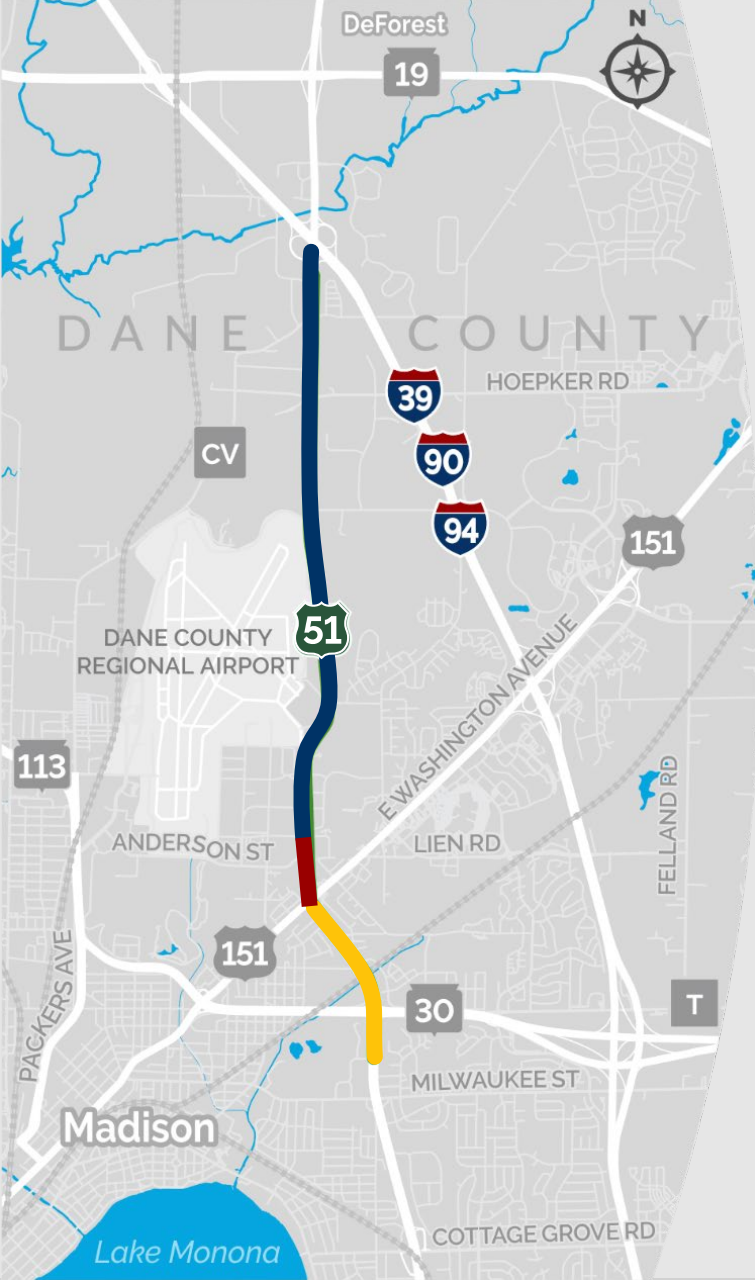 DeForest
N
19
DANE COUNTY
39
HOEPKER RD
CV
90
94
151
51
DANE COUNTY
REGIONAL AIRPORT
E WASHINGTON AVENUE
113
FELLAND RD
ANDERSON ST
LIEN RD
151
PACKERS AVE
30
T
MILWAUKEE ST
Madison
COTTAGE GROVE RD
Lake Monona